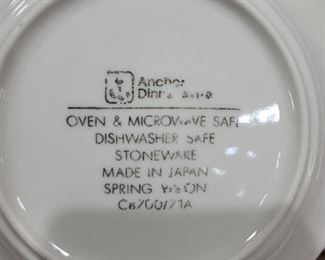 Anchor
OVEN & MICROWAVE SAFE
DISHWASHER SAFE
STONEWARE
MADE IN JAPAN
SPRING